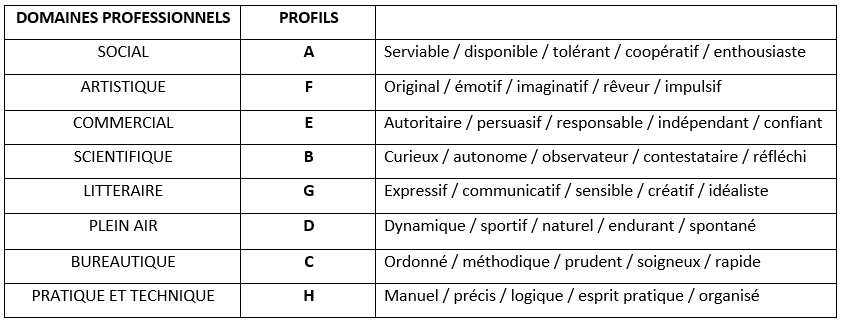 DOMAINES PROFESSIONNELS PROFILS
SOCIAL A Serviable / disponible / tolérant / coopératif / enthousiaste
ARTISTIQUE F Original / émotif / imaginatif / rêveur / impulsif
COMMERCIAL E Autoritaire / persuasif / responsable / indépendant / confiant
SCIENTIFIQUE B Curieux / autonome / observateur / contestataire / réfléchi
LITTERAIRE G Expressif / communicatif / sensible / créatif / idéaliste
PLEIN AIR D Dynamique / sportif / naturel / endurant / spontané
BUREAUTIQUE C Ordonné / méthodique / prudent / soigneux / rapide
PRATIQUE ET TECHNIQUE H Manuel / précis / logique / esprit pratique / organisé